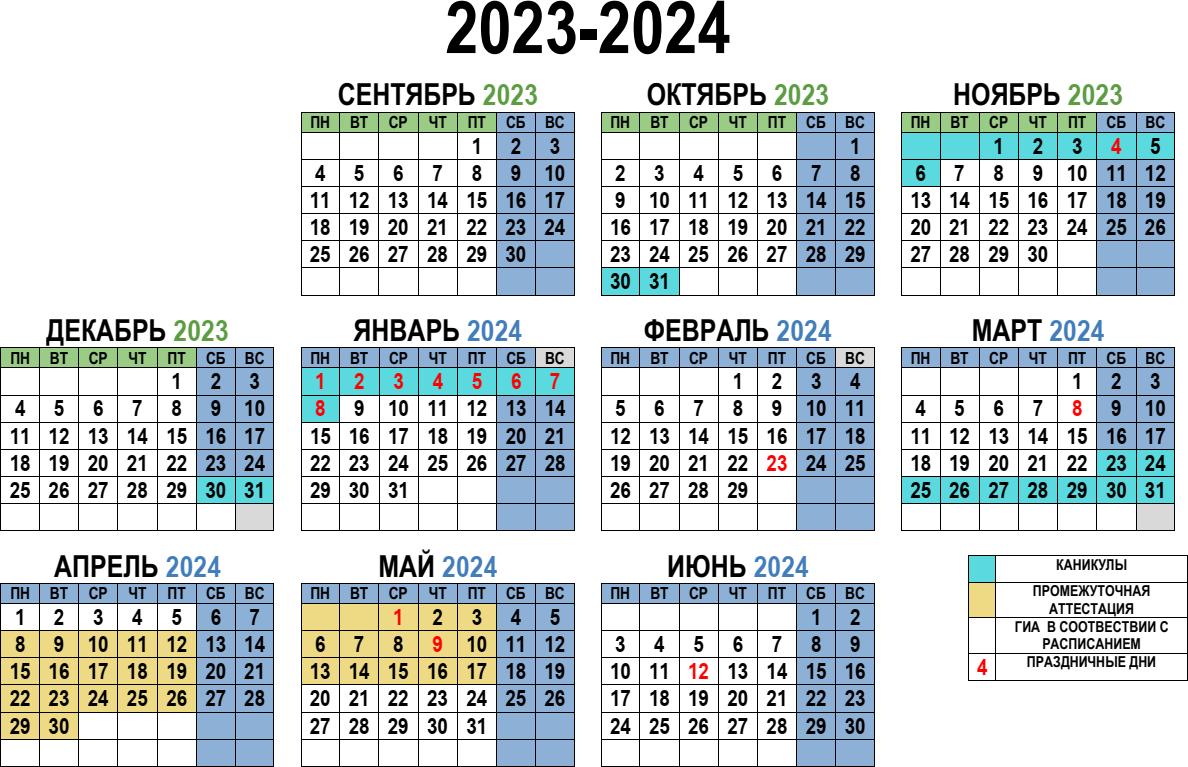 2023-2024
СЕНТЯБРЬ 2023
ПН ВТ СР ЧТ ПТ СБ ВС
1 2 3
4 5 6 7 8 9 10
11 12 13 14 15 16 17
18 19 20 21 22 23 24
25 26 27 28 29 30
ОКТЯБРЬ 2023
ПН ВТ СР ЧТ ПТ СБ ВС
1
2 3 4 5 6 7 8
9 10 11 12 13 14 15
16 17 18 19 20 21 22
23 24 25 26 27 28 29
30 31
НОЯБРЬ 2023
ПН ВТ СР ЧТ ПТ СБ ВС
1 2 3 4 5
6 7 8 9 10 11 12
13 14 15 16 17 18 19
20 21 22 23 24 25 26
27 28 29 30
ДЕКАБРЬ 2023
ПН ВТ СР ЧТ ПТ СБ ВС
1 2 3
4 5 6 7 8 9 10
11 12 13 14 15 16 17
18 19 20 21 22 23 24
25 26 27 28 29 30 31
ЯНВАРЬ 2024
ПН ВТ СР ЧТ ПТ СБ ВС
1 2 3 4 5 6 7
8 9 10 11 12 13 14
15 16 17 18 19 20 21
22 23 24 25 26 27 28
29 30 31
ФЕВРАЛЬ 2024
ПН ВТ СР ЧТ ПТ СБ ВС
1 2 3 4
5 6 7 8 9 10 11
12 13 14 15 16 17 18
19 20 21 22 23 24 25
26 27 28 29
МАРТ 2024
ПН ВТ СР ЧТ ПТ СБ ВС
1 2 3
4 5 6 7 8 9 10
11 12 13 14 15 16 17
18 19 20 21 22 23 24
25 26 27 28 29 30 31
АПРЕЛЬ 2024
ПН ВТ СР ЧТ ПТ СБ ВС
1 2 3 4 5 6 7
8 9 10 11 12 13 14
15 16 17 18 19 20 21
22 23 24 25 26 27 28
29 30
МАЙ 2024
ПН ВТ СР ЧТ ПТ СБ ВС
1 2 3 4 5
6 7 8 9 10 11 12
13 14 15 16 17 18 19
20 21 22 23 24 25 26
27 28 29 30 31
ИЮНЬ 2024
ПН ВТ СР ЧТ ПТ СБ ВС
1 2
3 4 5 6 7 8 9
10 11 12 13 14 15 16
17 18 19 20 21 22 23
24 25 26 27 28 29 30
КАНИКУЛЫ
ПРОМЕЖУТОЧНАЯ
АТТЕСТАЦИЯ
ГИА В СООТВЕСТВИИ С
РАСПИСАНИЕМ
4 ПРАЗДНИЧНЫЕ ДНИ